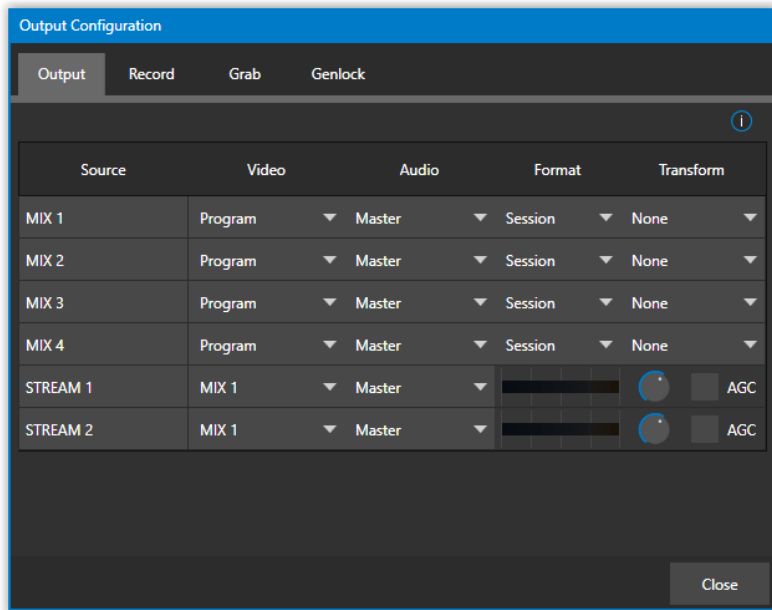 Output Configuration
Output Record Grab Genlock
i
Source Video Audio Format Transform
MIX 1 Program Master Session None
MIX 2 Program Master Session None
MIX 3 Program Master Session None
MIX 4 Program Master Session None
STREAM 1 MIX 1 Master AGC
STREAM 2 MIX 1 Master AGC
Close